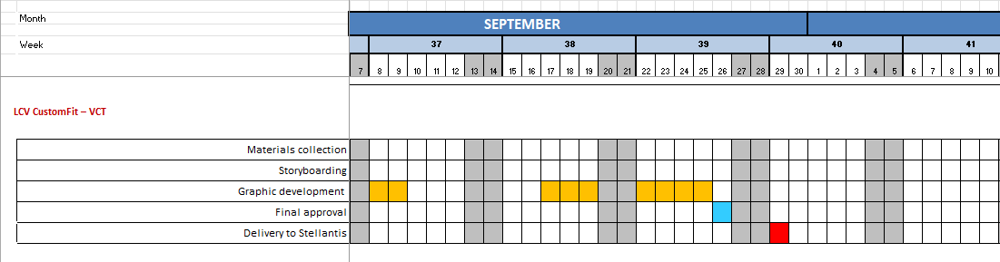 Month SEPTEMBER
Week 37 38 39 40 41
7 8 9 10 11 12 13 14 15 16 17 18 19 20 21 22 23 24 25 26 27 28 29 30 1 2 3 4 5 6 7 8 9 10
LCV CustomFit – VCT
Materials collection
Storyboarding
Graphic development
Final approval
Delivery to Stellantis